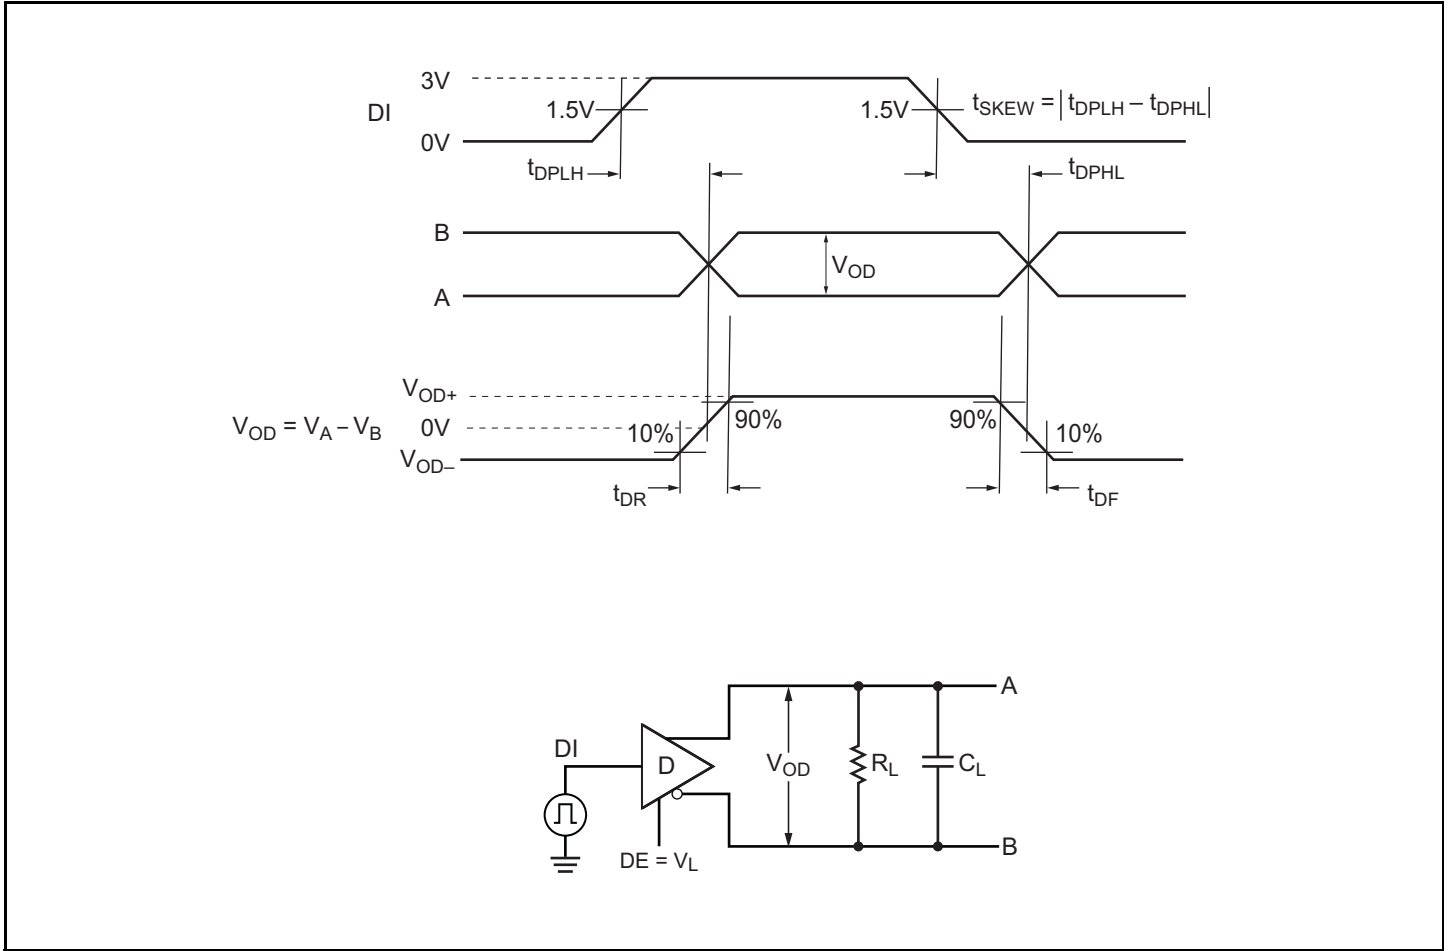 3V
DI
1.5V
1.5V
tSKEW = |tDPLH – tDPHL|
0V
tDPLH
tDPHL
B
VOD
A
VOD+
VOD = VA – VB
0V
10%
90%
90%
10%
VOD–
tDR
tDF
A
DI
D
VOD
RL
CL
DE = VL
B